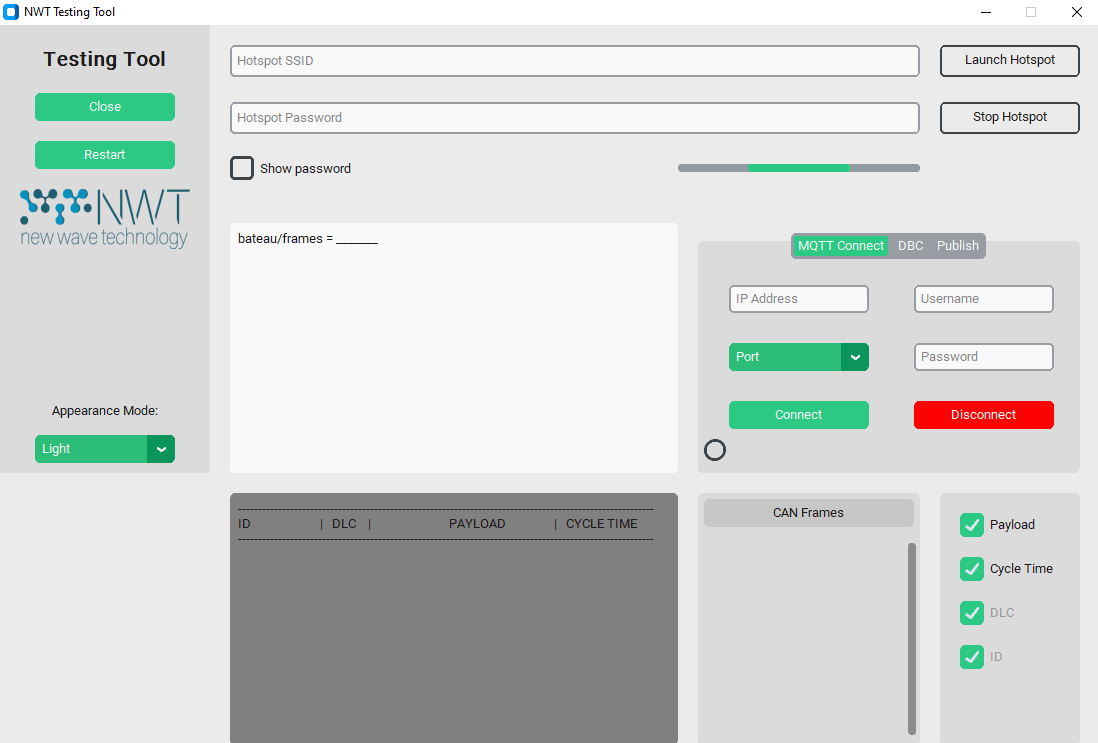 NWT Testing Tool
Testing Tool
Close
Restart
NWT
new wave technology
Appearance Mode:
Light
Hotspot SSID
Launch Hotspot
Hotspot Password
Stop Hotspot
Show password
bateau/frames = _______
MQTT Connect DBC Publish
IP Address Username
Port Password
Connect Disconnect
ID | DLC | PAYLOAD | CYCLE TIME
CAN Frames
Payload
Cycle Time
DLC
ID